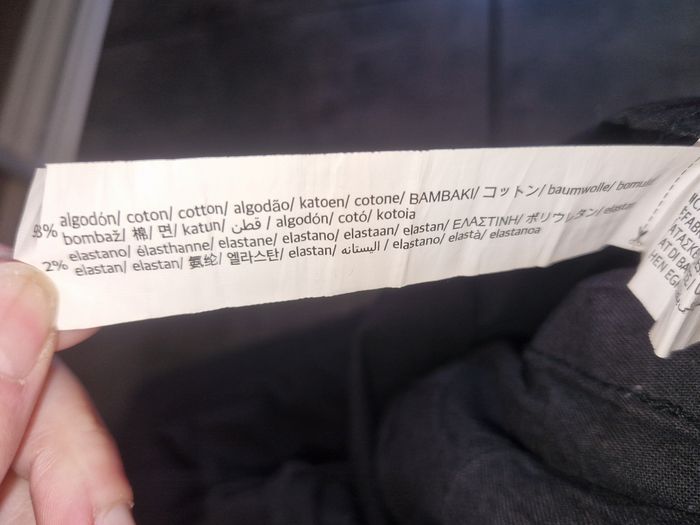 98% algodón/ coton/ cotton/ algodão/ katoen/ cotone/ ΒΑΜΒΑΚΙ/ コットン/ baumwolle/
bombaž/ 棉/ 면/ katun/ قطن / algodón/ cotó/ kotoia
2% elastano/ élasthanne/ elastane/ elastano/ elastaan/ elastan/ ΕΛΑΣΤΙΝΗ/ ポリウレタン/
elastan/ elastan/ 氨纶/ 엘라스탄/ elastan/ اليستانه / elastano/ elastà/ elastanoa